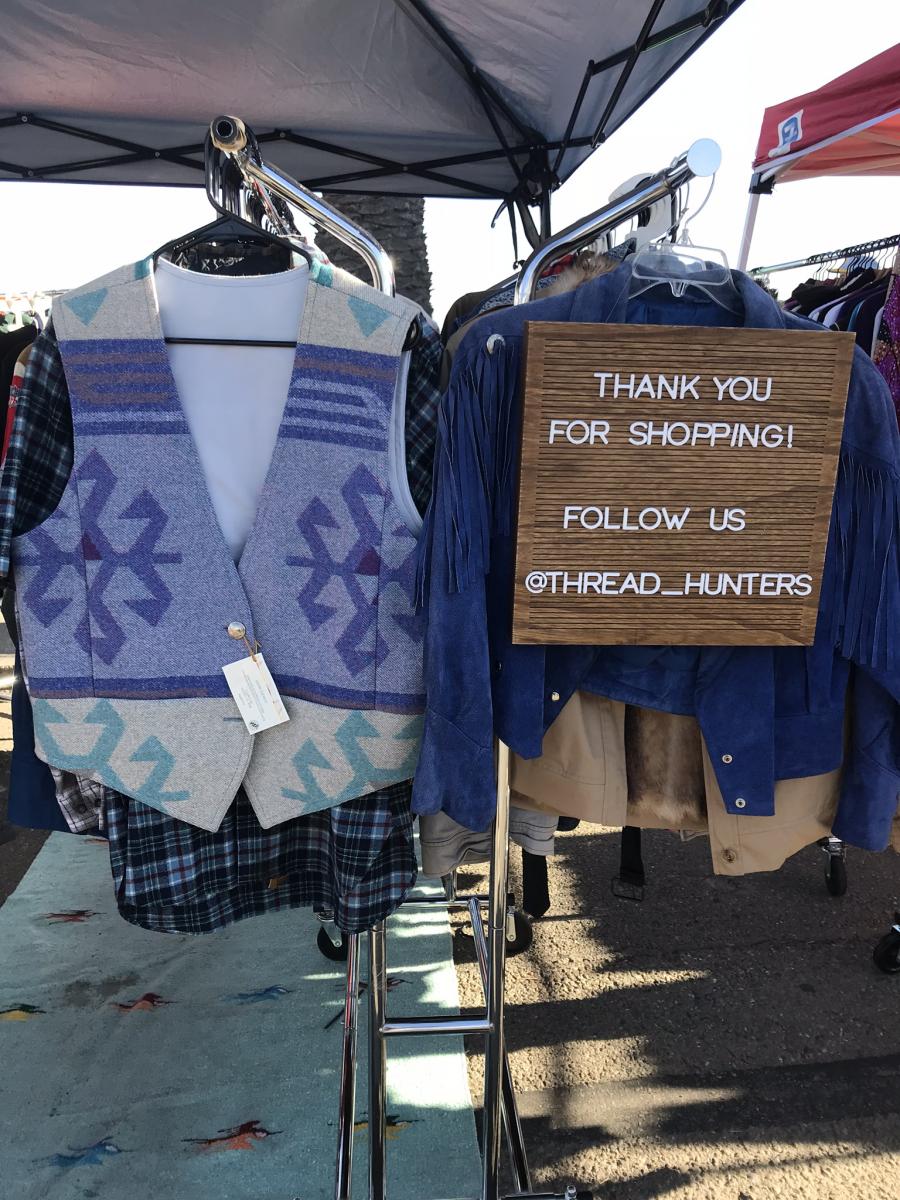 THANK YOU
FOR SHOPPING!
FOLLOW US
@THREAD_HUNTERS